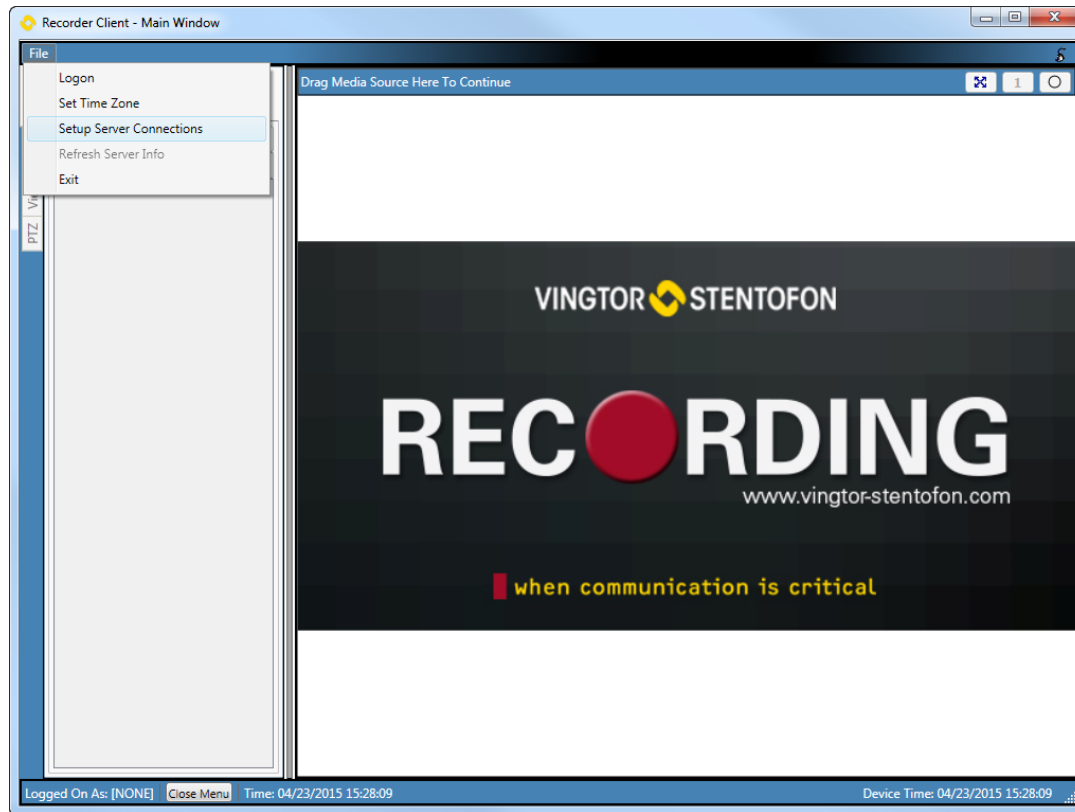 Recorder Client - Main Window
File
Logon
Set Time Zone
Setup Server Connections
Refresh Server Info
Exit
PTZ
Drag Media Source Here To Continue
1
VINGTOR STENTOFON
RECORDING
www.vingtor-stentofon.com
when communication is critical
Logged On As: [NONE] Close Menu Time: 04/23/2015 15:28:09 Device Time: 04/23/2015 15:28:09